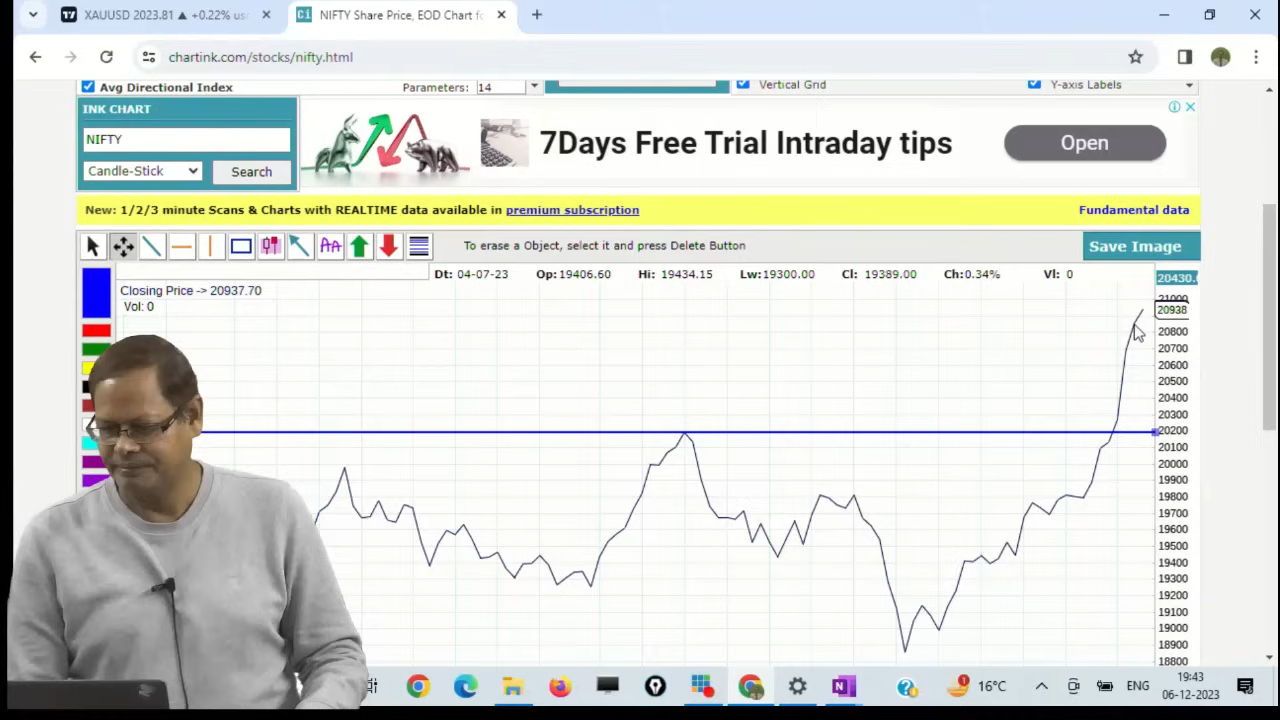 XAUUSD 2023.81 ▲ +0.22%
NIFTY Share Price, EOD Chart fo
chartink.com/stocks/nifty.html
Avg Directional Index Parameters: 14 Vertical Grid Y-axis Labels
INK CHART
NIFTY
Candle-Stick Search
7Days Free Trial Intraday tips
Open
New: 1/2/3 minute Scans & Charts with REALTIME data available in premium subscription Fundamental data
AA To erase a Object, select it and press Delete Button Save Image
Dt: 04-07-23 Op:19406.60 Hi: 19434.15 Lw:19300.00 Cl: 19389.00 Ch:0.34% Vl: 0 20430.
Closing Price -> 20937.70
Vol: 0
21000
20938
20800
20700
20600
20500
20400
20300
20200
20100
20000
19900
19800
19700
19600
19500
19400
19300
19200
19100
19000
18900
18800
16°C ENG 19:43
06-12-2023